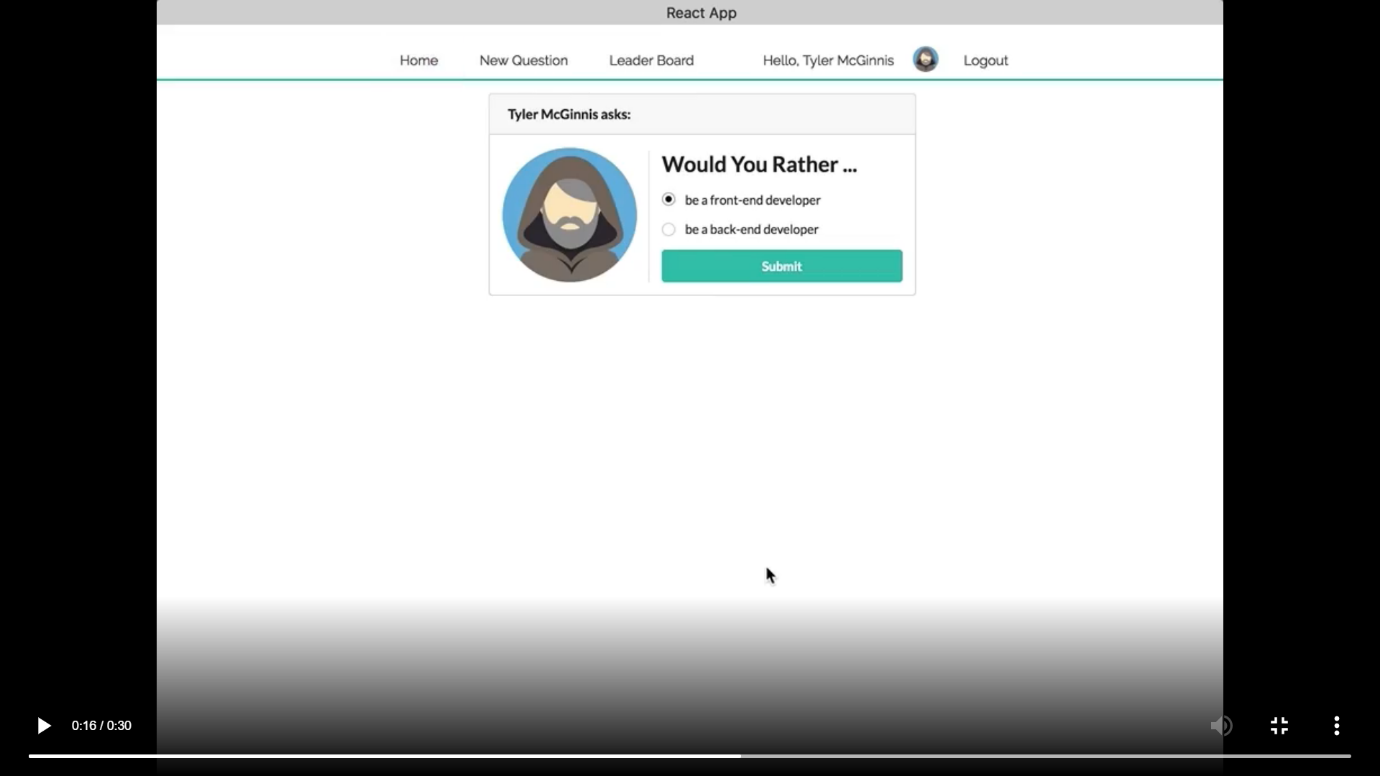 React App
Home New Question Leader Board Hello, Tyler McGinnis Logout
Tyler McGinnis asks:
Would You Rather ...
be a front-end developer
be a back-end developer
Submit
0:16 / 0:30